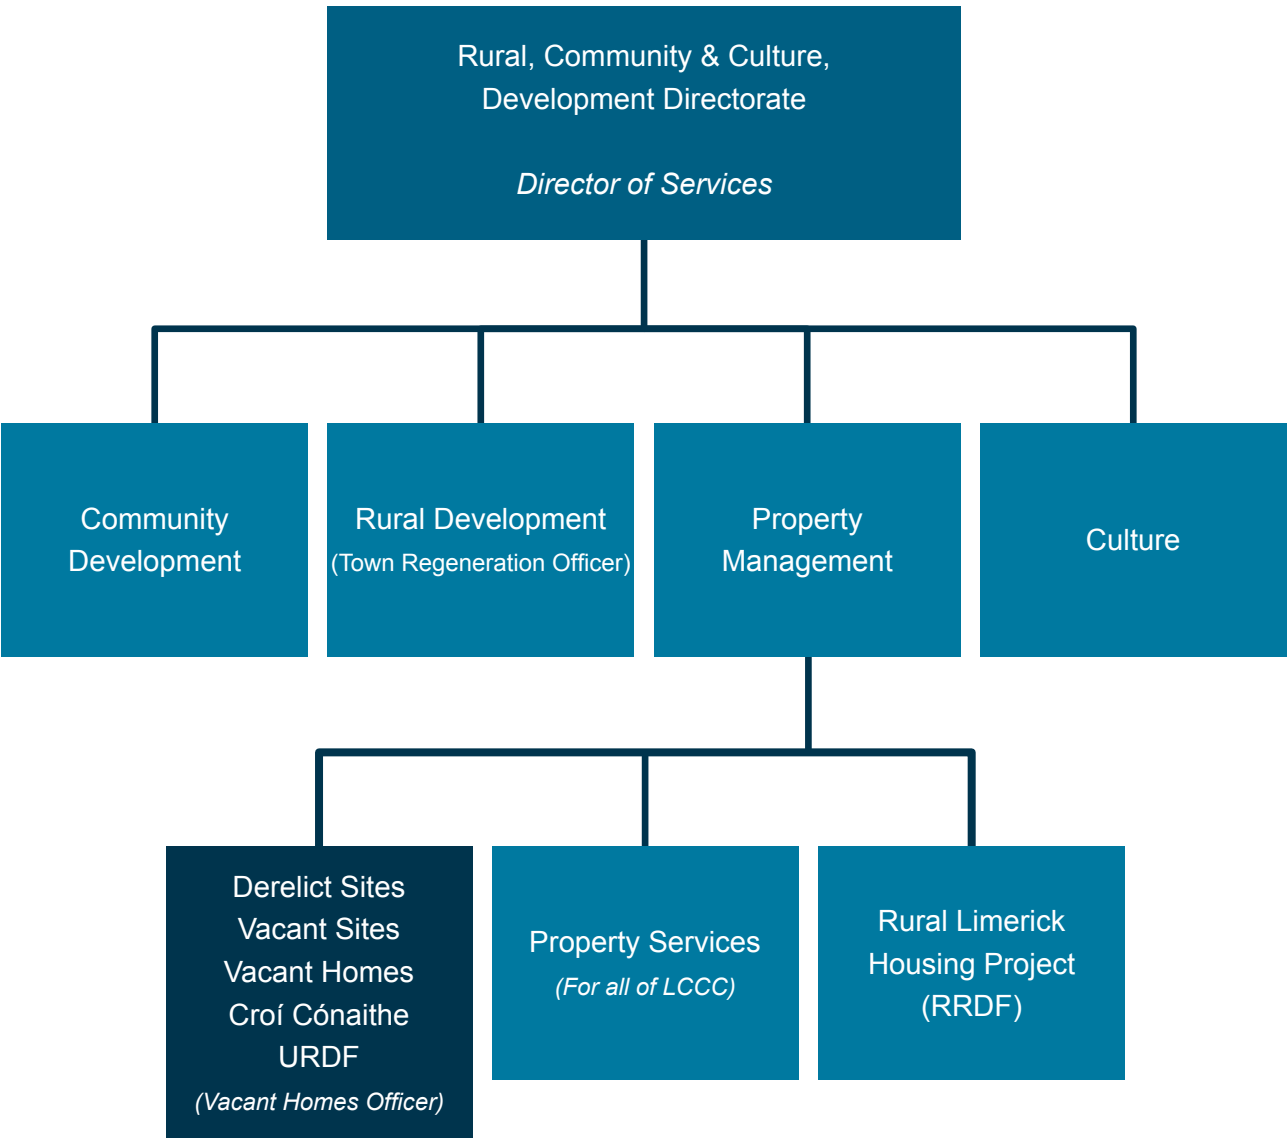 Rural, Community & Culture,
Development Directorate
Director of Services
Community
Development
Rural Development
(Town Regeneration Officer)
Property
Management
Culture
Derelict Sites
Vacant Sites
Vacant Homes
Croí Cónaithe
URDF
(Vacant Homes Officer)
Property Services
(For all of LCCC)
Rural Limerick
Housing Project
(RRDF)